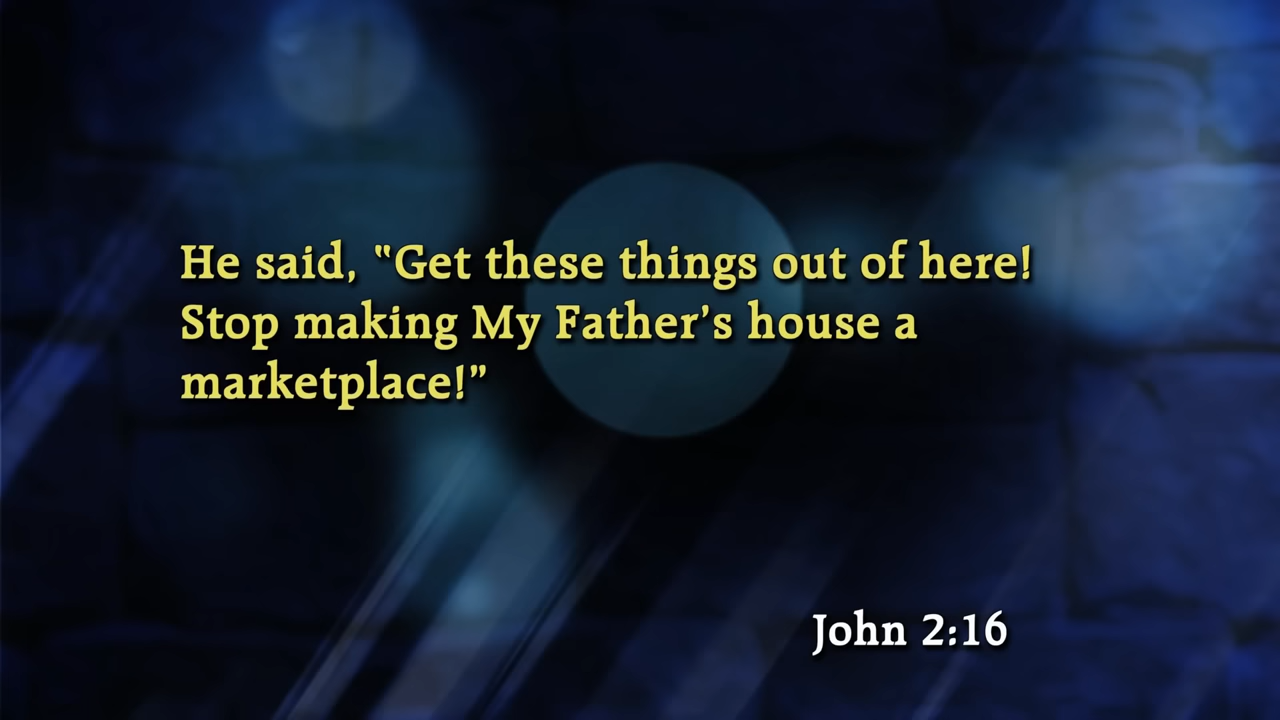 He said, “Get these things out of here!
Stop making My Father’s house a
marketplace!”
John 2:16